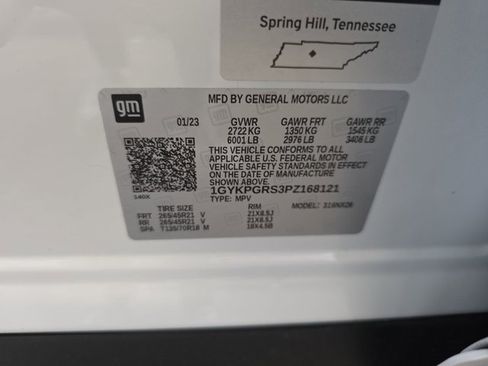 Spring Hill, Tennessee
gm
MFD BY GENERAL MOTORS LLC
01/23 GVWR GAWR FRT GAWR RR
2722 KG 1350 KG 1545 KG
6001 LB 2976 LB 3406 LB
THIS VEHICLE CONFORMS TO ALL
APPLICABLE U.S. FEDERAL MOTOR
VEHICLE SAFETY STANDARDS IN EFFECT
ON THE DATE OF MANUFACTURE SHOWN ABOVE
1GYKPGRS3PZ168121
140X TYPE: MPV
TIRE SIZE RIM MODEL:
FRT 265/45R21 V 21X8.5J
RR 265/45R21 V 21X8.5J
SPA T135/70R18 M 18X4.5B